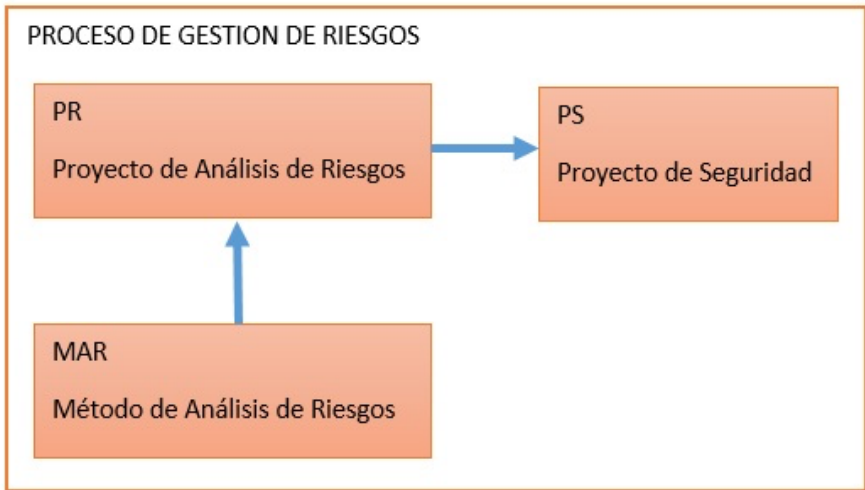 PROCESO DE GESTION DE RIESGOS
PR
Proyecto de Análisis de Riesgos
PS
Proyecto de Seguridad
MAR
Método de Análisis de Riesgos